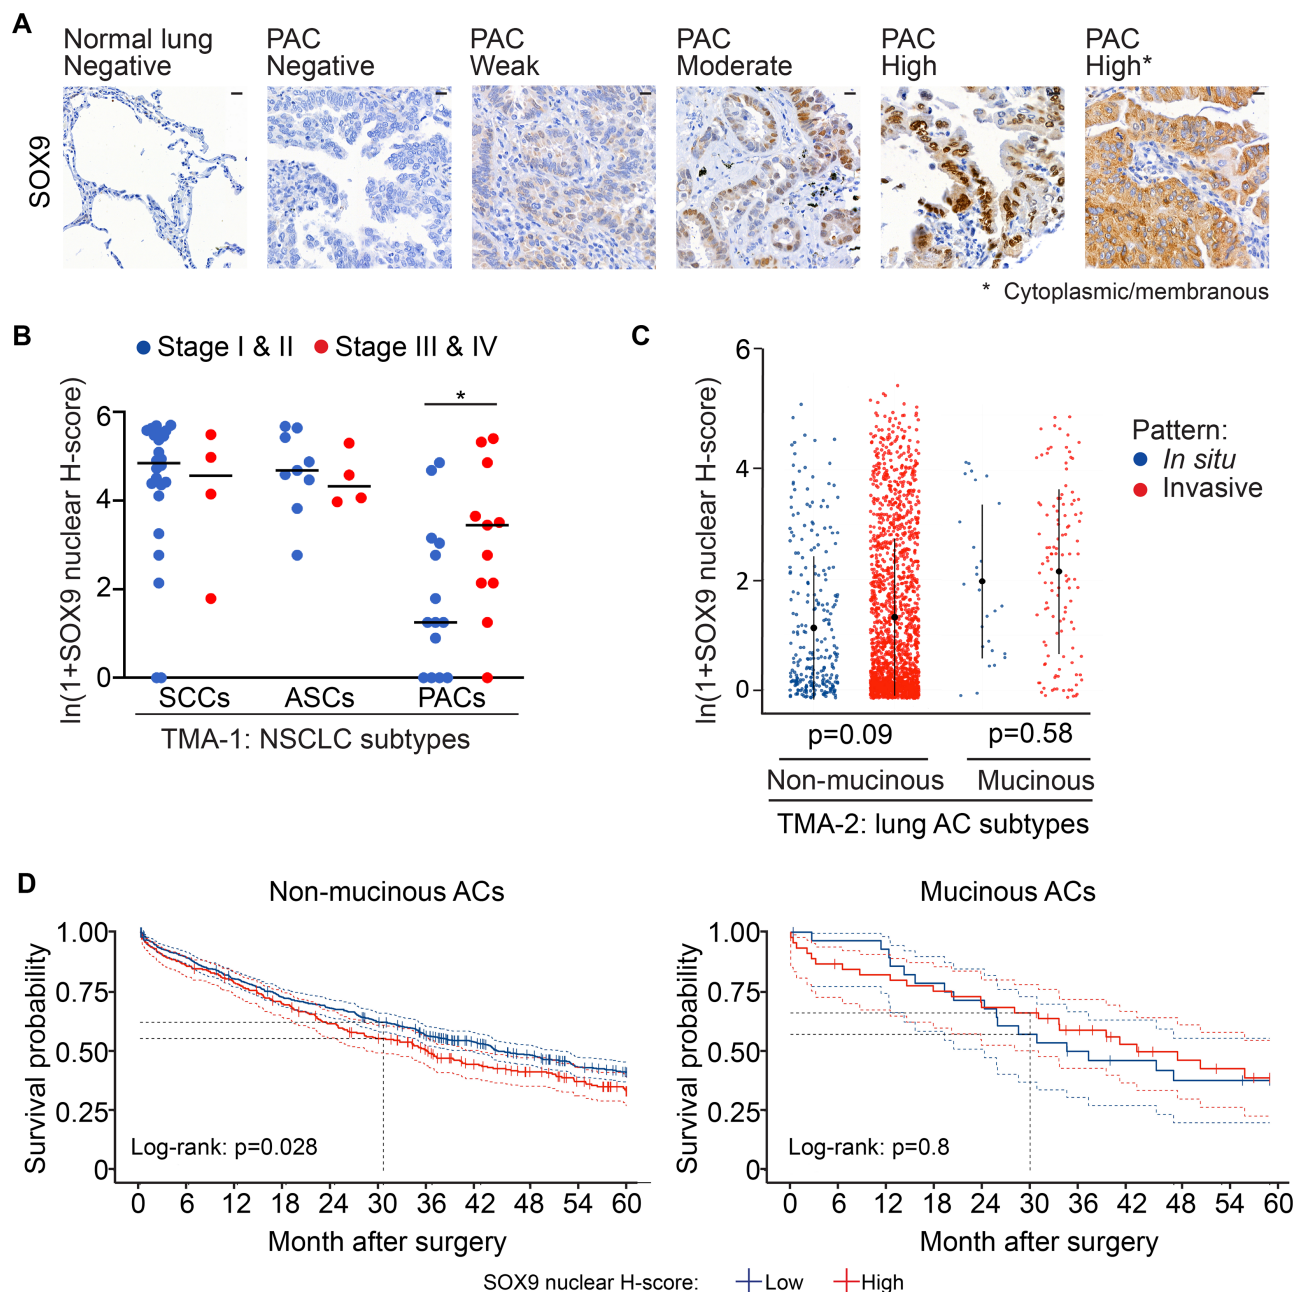 A
Normal lung
Negative
PAC
Negative
PAC
Weak
PAC
Moderate
PAC
High
PAC
High*
SOX9
* Cytoplasmic/membranous
B
Stage I & II
Stage III & IV
ln(1+SOX9 nuclear H-score)
6
4
2
0
*
SCCs
ASCs
PACs
TMA-1: NSCLC subtypes
C
ln(1+SOX9 nuclear H-score)
6
4
2
0
Pattern:
In situ
Invasive
p=0.09
p=0.58
Non-mucinous
Mucinous
TMA-2: lung AC subtypes
D
Non-mucinous ACs
Survival probability
1.00
0.75
0.50
0.25
0
Log-rank: p=0.028
0 6 12 18 24 30 36 42 48 54 60
Month after surgery
Mucinous ACs
Survival probability
1.00
0.75
0.50
0.25
0
Log-rank: p=0.8
0 6 12 18 24 30 36 42 48 54 60
Month after surgery
SOX9 nuclear H-score: Low High